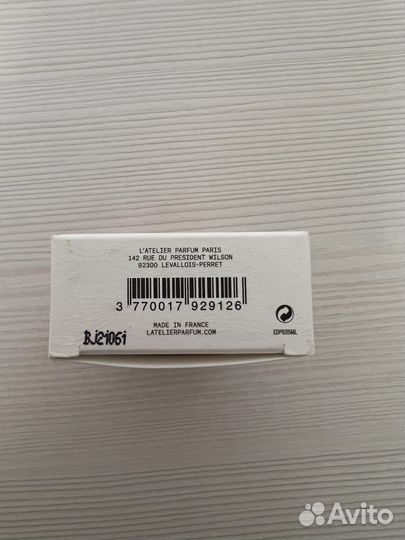 L'ATELIER PARFUM PARIS
142 RUE DU PRESIDENT WILSON
92300 LEVALLOIS-PERRET
3 770017 929126
MADE IN FRANCE
LATELIERPARFUM.COM
BJ21061
Avito